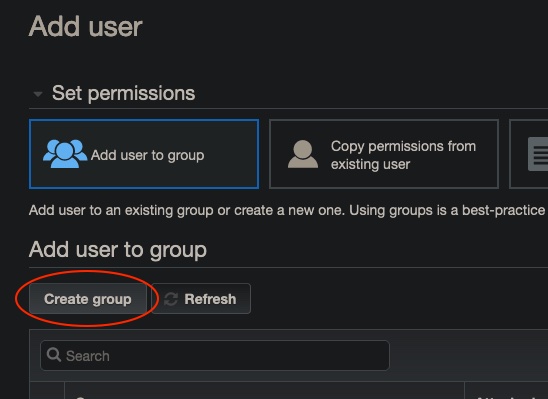 Add user
Set permissions
Add user to group
Copy permissions from
existing user
Add user to an existing group or create a new one. Using groups is a best-practice
Add user to group
Create group
Refresh
Search